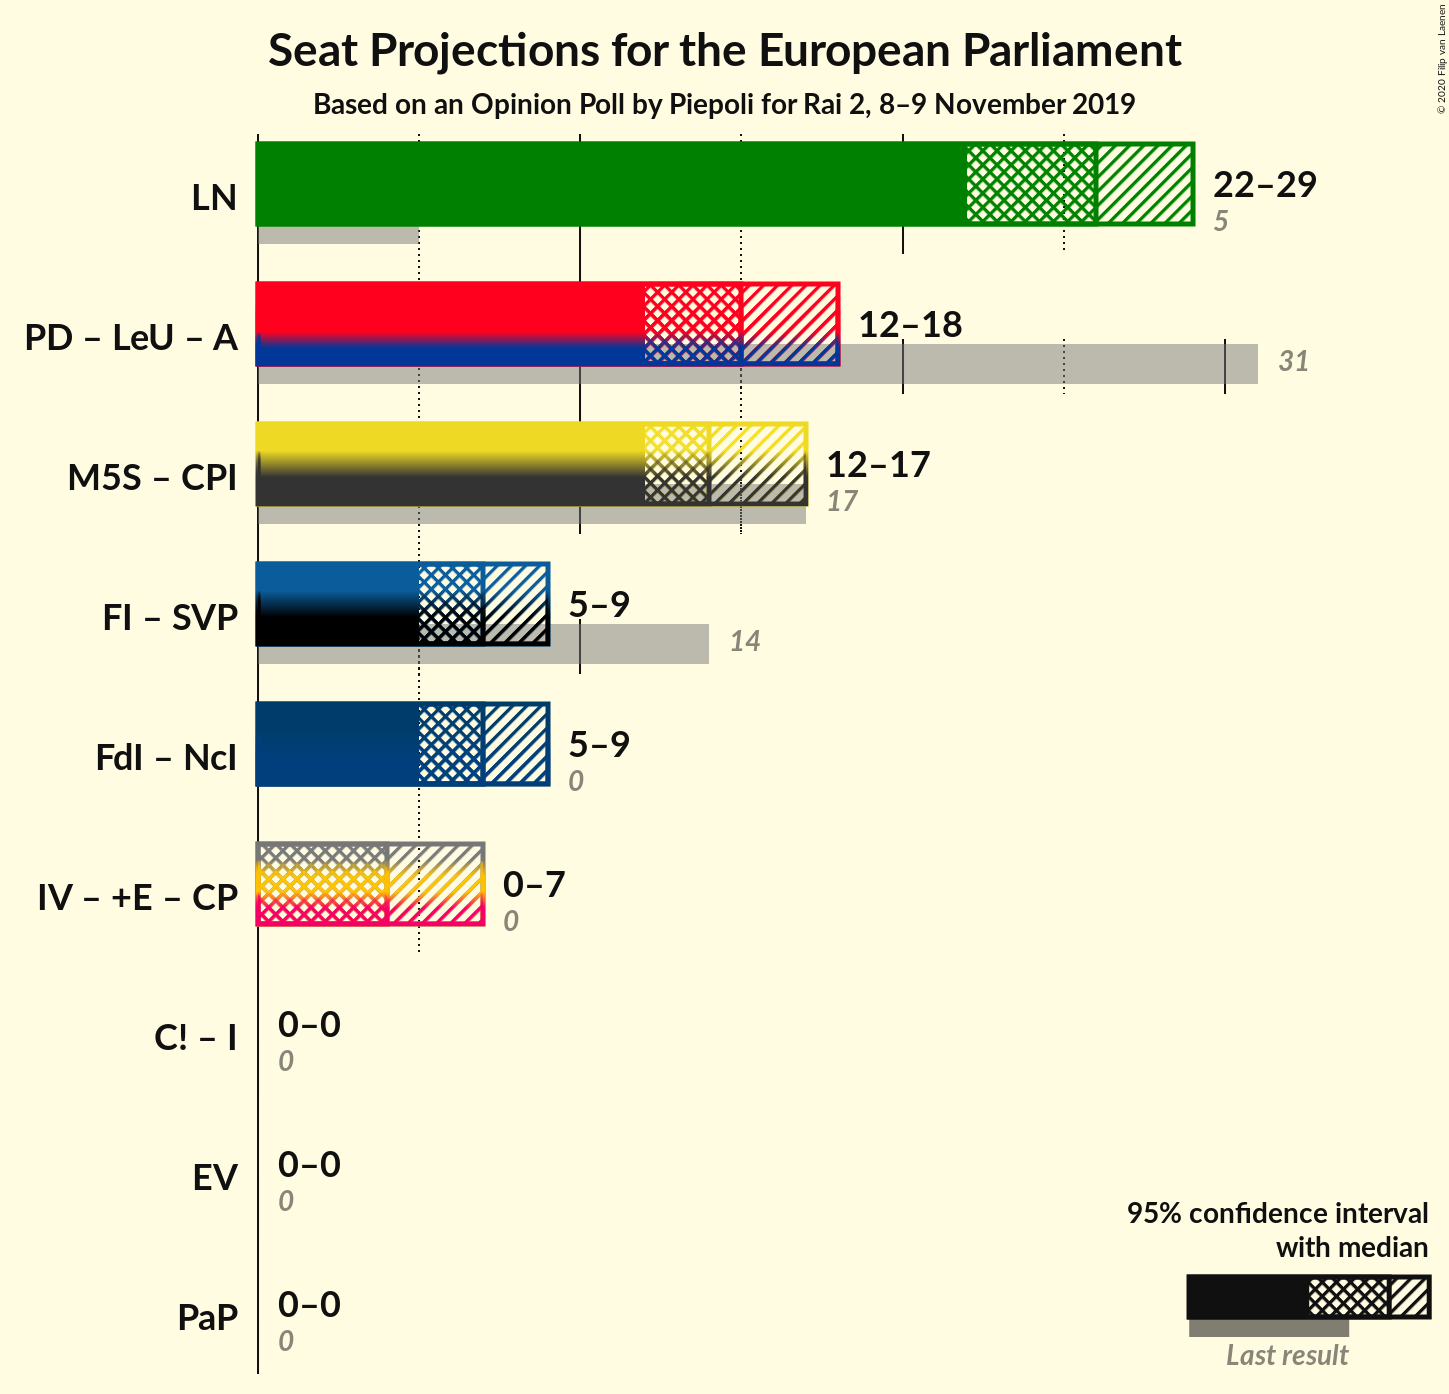 Seat Projections for the European Parliament
Based on an Opinion Poll by Piepoli for Rai 2, 8–9 November 2019
© 2020 Filip van Laenen
LN
22–29
5
PD – LeU – A
12–18
31
M5S – CPI
12–17
17
FI – SVP
5–9
14
FdI – NcI
5–9
0
IV – +E – CP
0–7
0
C! – I
0–0
0
EV
0–0
0
PaP
0–0
0
95% confidence interval
with median
Last result